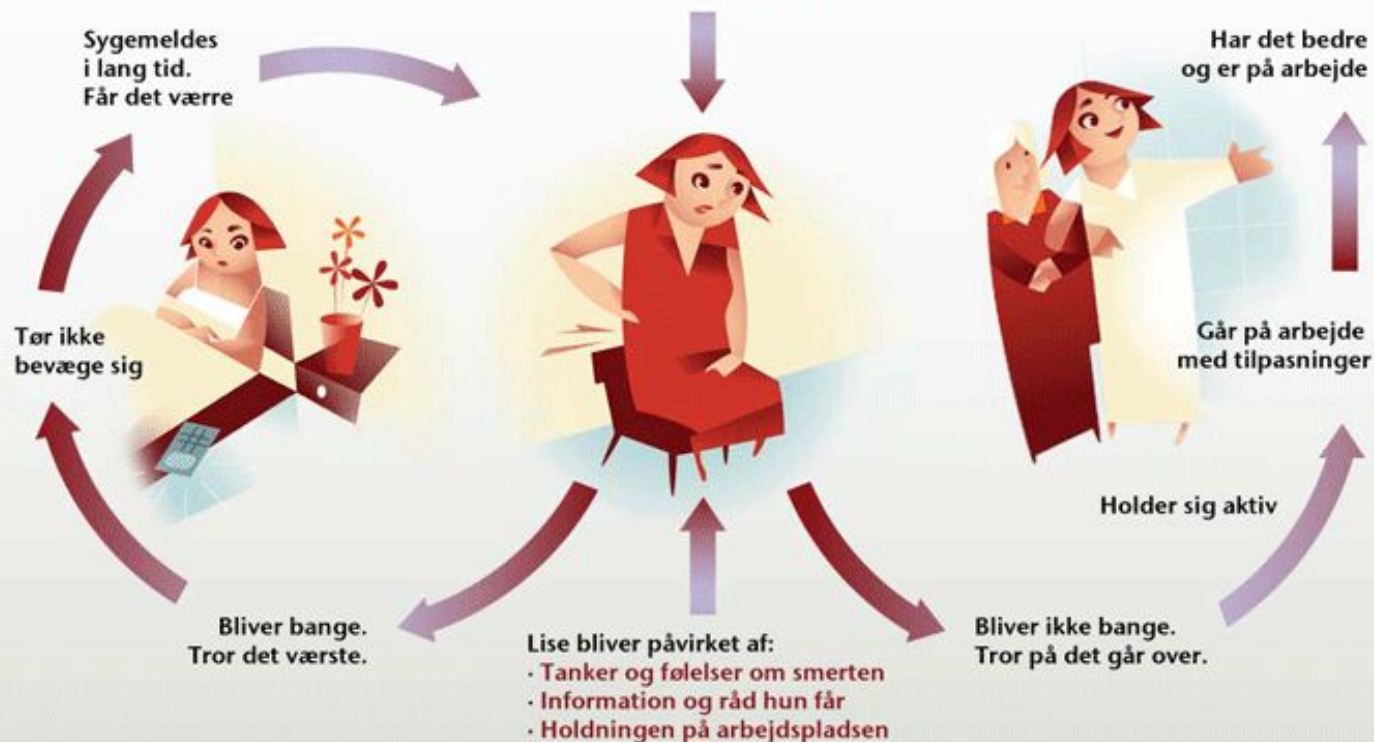 Sygemeldes
i lang tid.
Får det værre
Har det bedre
og er på arbejde
Tør ikke
bevæge sig
Går på arbejde
med tilpasninger
Holder sig aktiv
Bliver bange.
Tror det værste.
Lise bliver påvirket af:
· Tanker og følelser om smerten
· Information og råd hun får
· Holdningen på arbejdspladsen
Bliver ikke bange.
Tror på det går over.